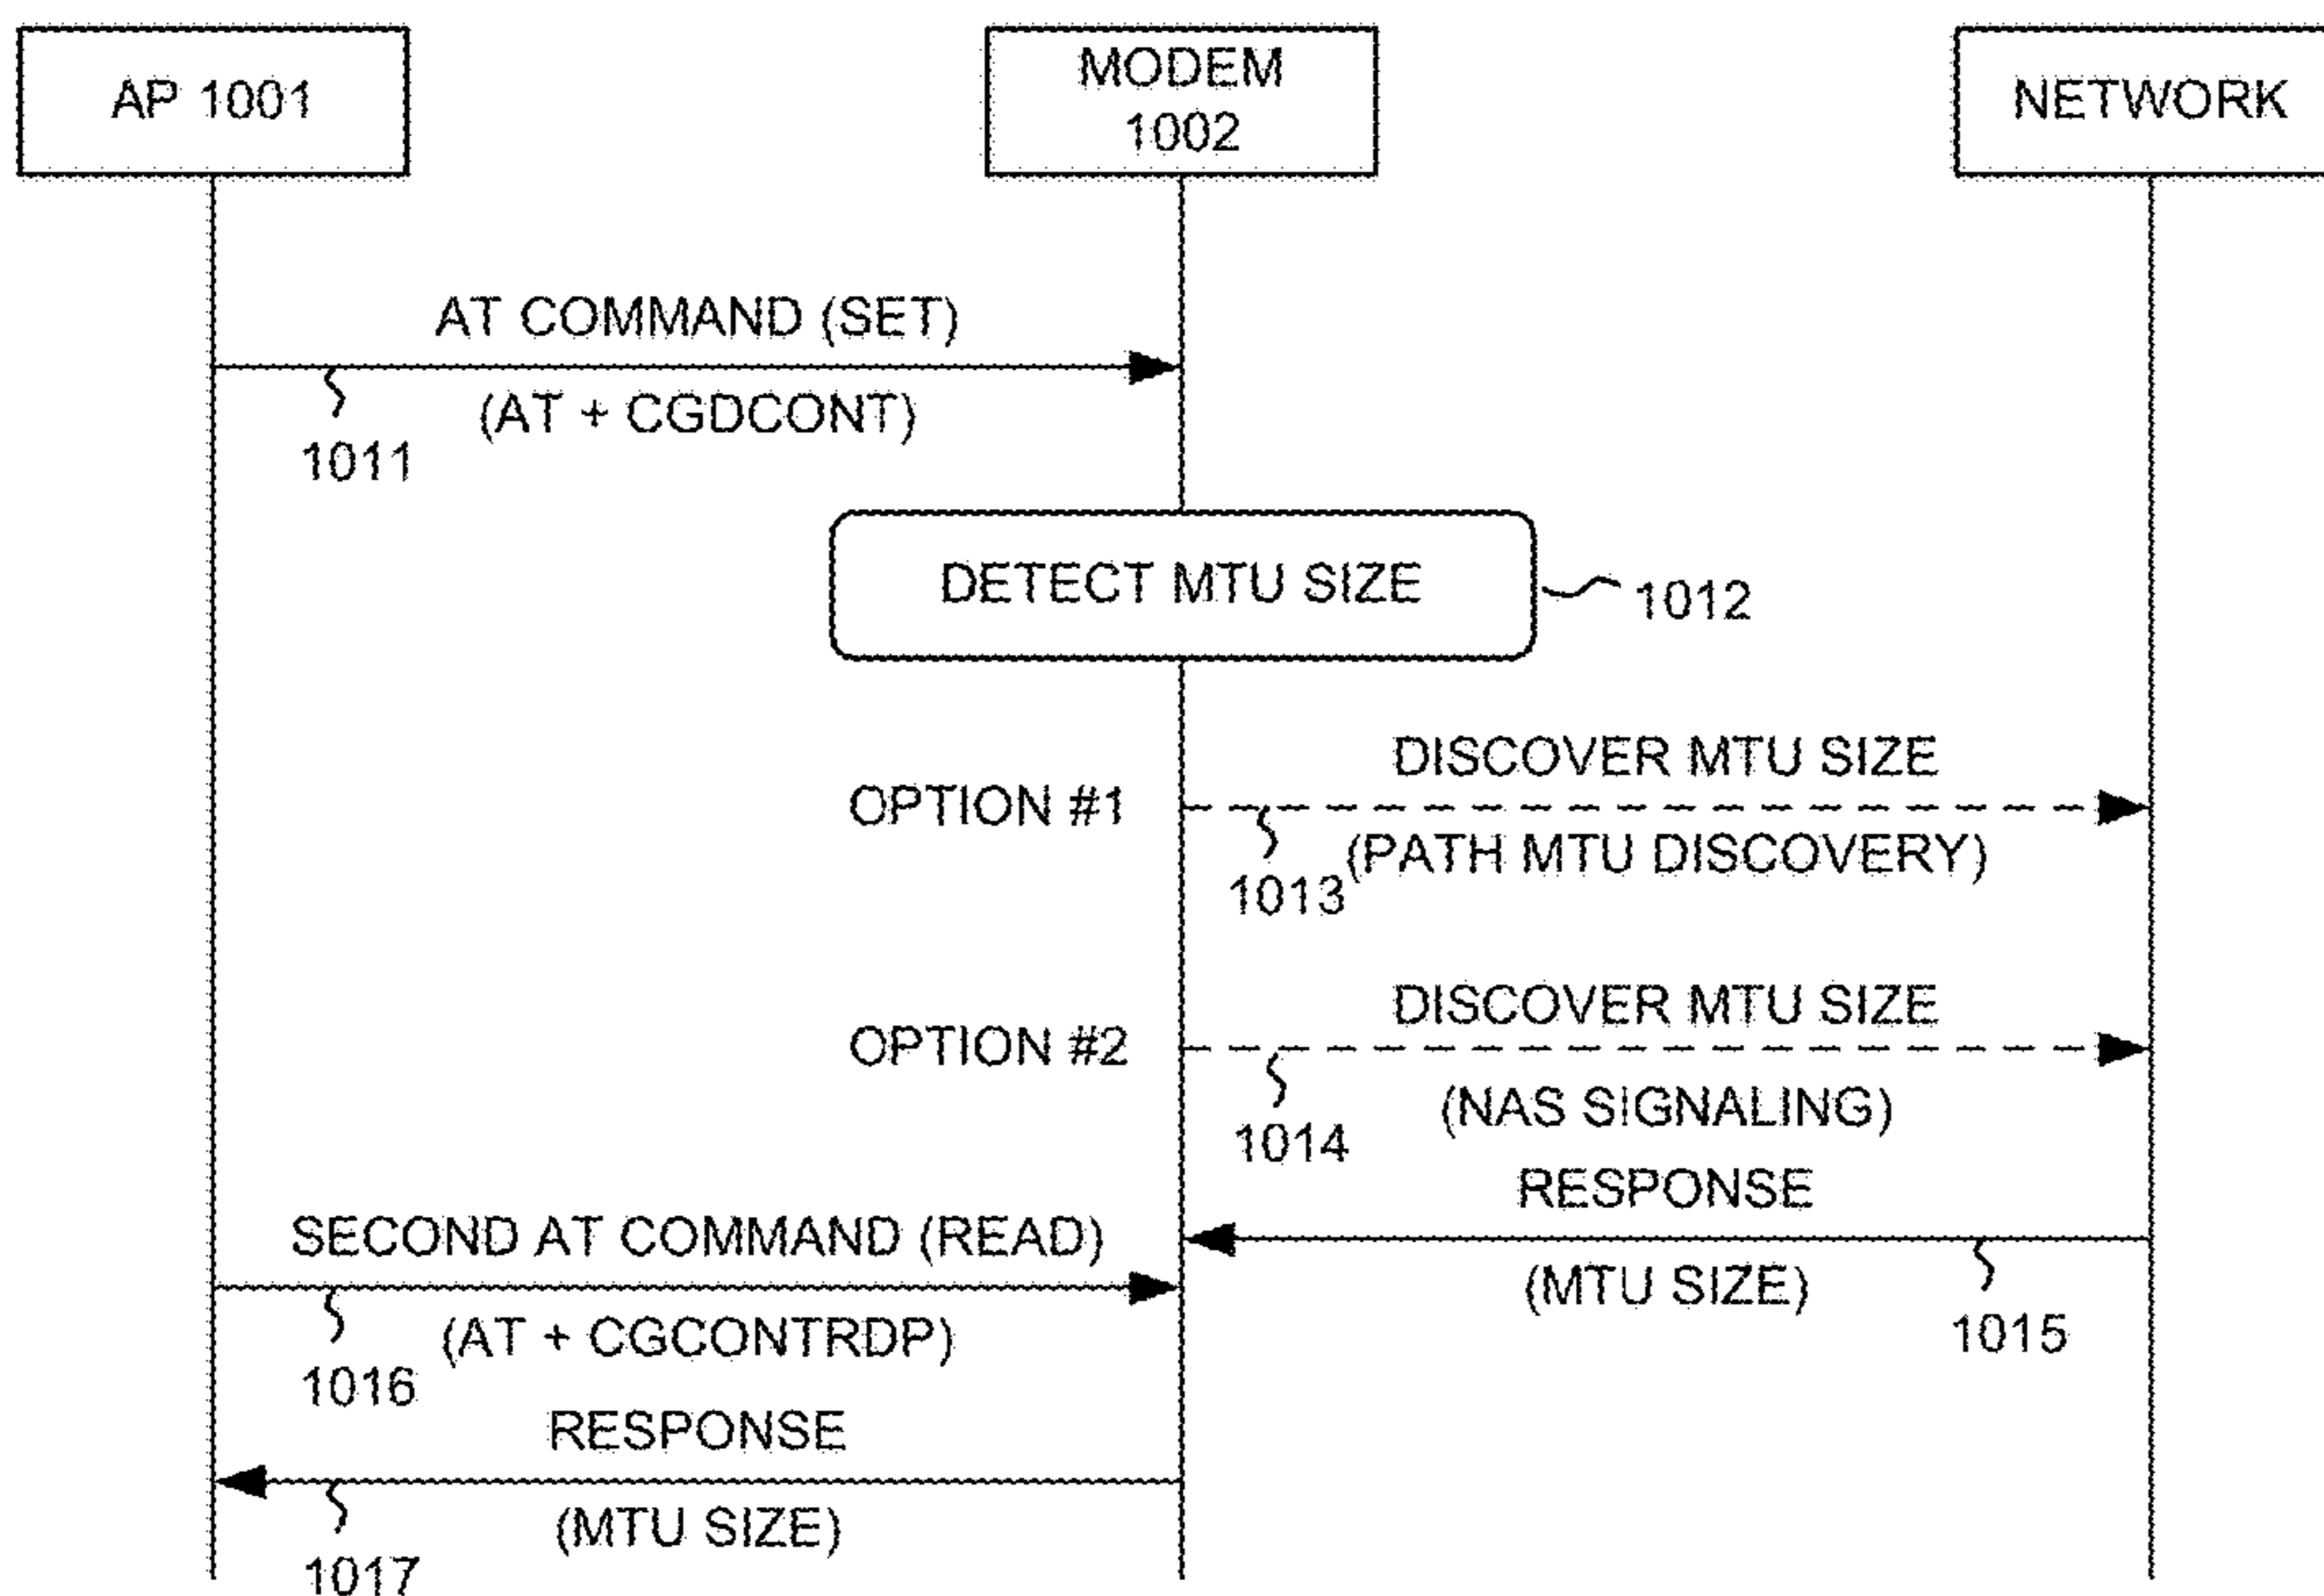 AP 1001
MODEM
1002
NETWORK
AT COMMAND (SET)
(AT + CGDCONT)
1011
DETECT MTU SIZE
1012
DISCOVER MTU SIZE
OPTION #1
(PATH MTU DISCOVERY)
1013
DISCOVER MTU SIZE
OPTION #2
(NAS SIGNALING)
1014
RESPONSE
SECOND AT COMMAND (READ)
(MTU SIZE)
1015
(AT + CGCONTRDP)
1016
RESPONSE
(MTU SIZE)
1017